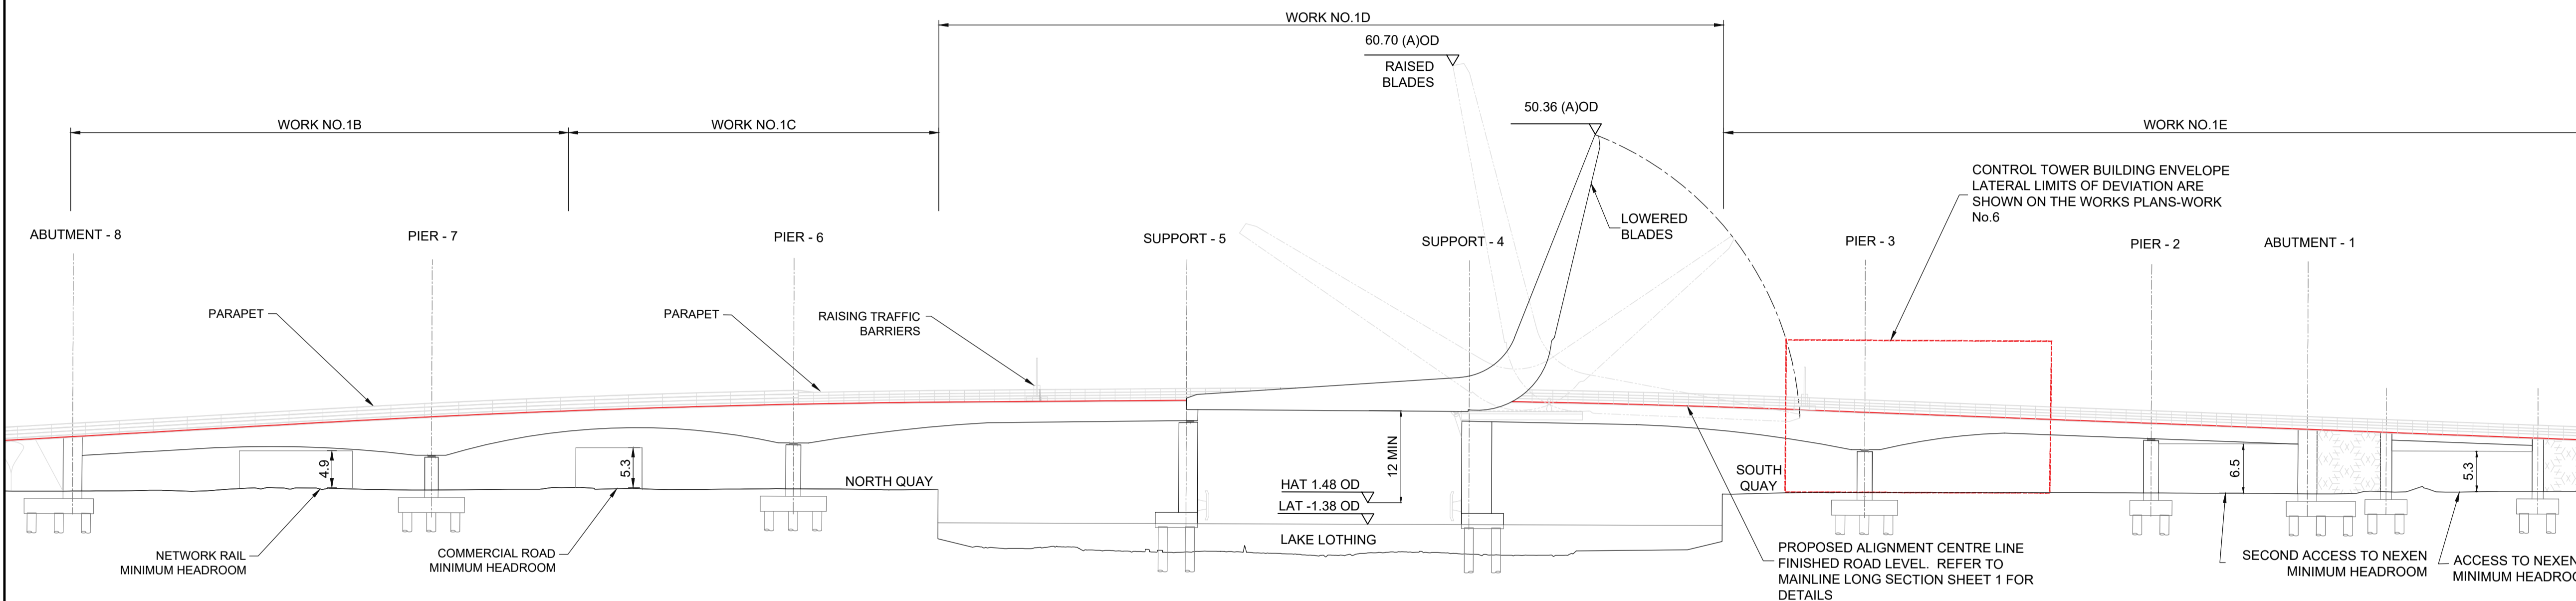 WORK NO.1D
60.70 (A)OD
RAISED
BLADES
50.36 (A)OD
WORK NO.1B
WORK NO.1C
WORK NO.1E
CONTROL TOWER BUILDING ENVELOPE
LATERAL LIMITS OF DEVIATION ARE
SHOWN ON THE WORKS PLANS-WORK
No.6
LOWERED
BLADES
ABUTMENT - 8
PIER - 7
PIER - 6
SUPPORT - 5
SUPPORT - 4
PIER - 3
PIER - 2
ABUTMENT - 1
PARAPET
PARAPET
RAISING TRAFFIC
BARRIERS
4.9
5.3
12 MIN
6.5
5.3
NORTH QUAY
SOUTH
QUAY
HAT 1.48 OD
LAT -1.38 OD
LAKE LOTHING
NETWORK RAIL
MINIMUM HEADROOM
COMMERCIAL ROAD
MINIMUM HEADROOM
PROPOSED ALIGNMENT CENTRE LINE
FINISHED ROAD LEVEL. REFER TO
MAINLINE LONG SECTION SHEET 1 FOR
DETAILS
SECOND ACCESS TO NEXEN
MINIMUM HEADROOM
ACCESS TO NEXEN
MINIMUM